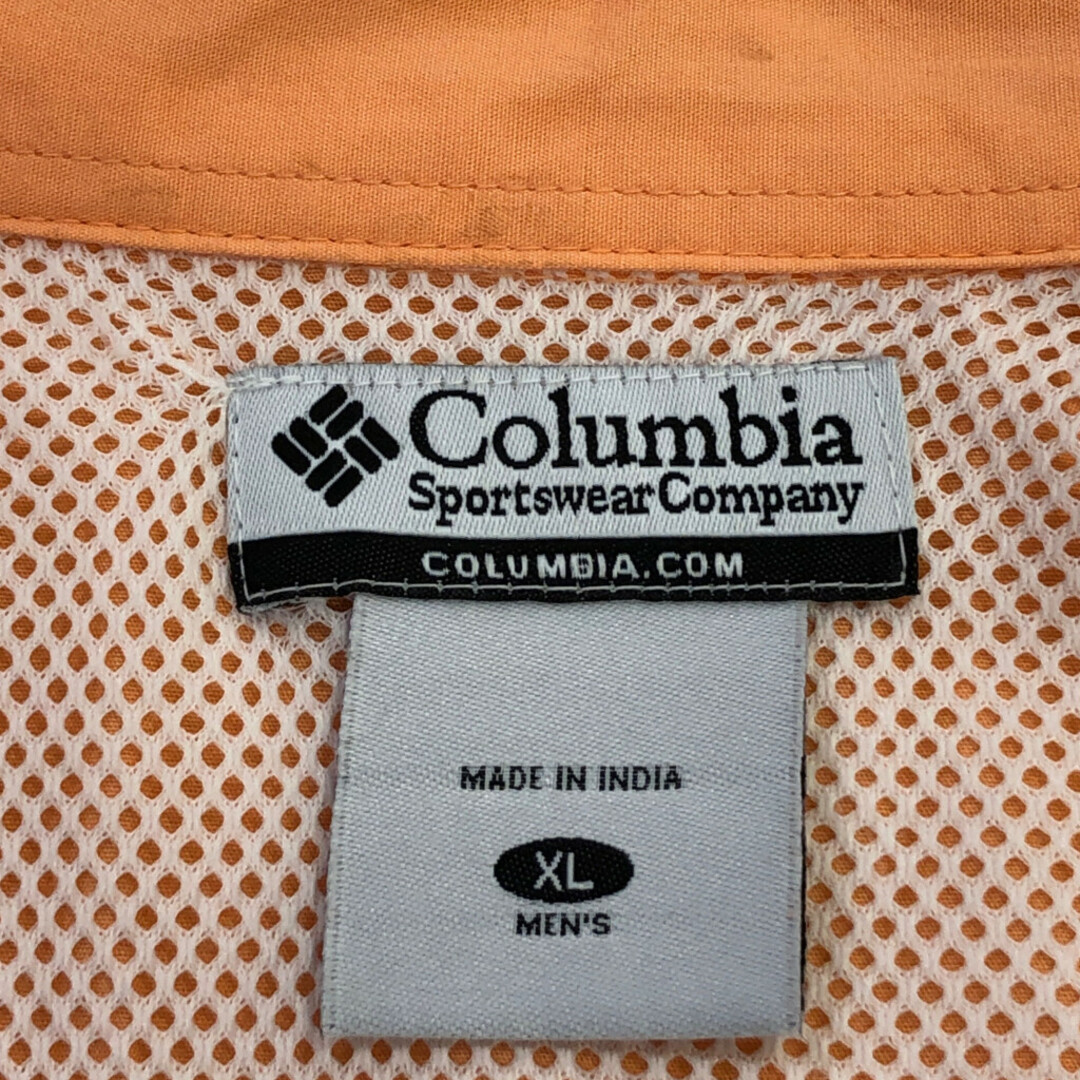 Columbia
Sportswear Company
COLUMBIA.COM
MADE IN INDIA
XL
MEN'S